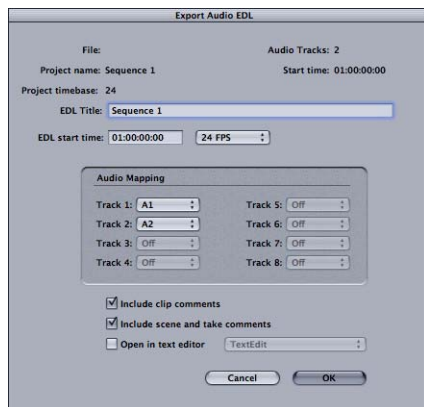 Export Audio EDL
File: Audio Tracks: 2
Project name: Sequence 1 Start time: 01:00:00:00
Project timebase: 24
EDL Title: Sequence 1
EDL start time: 01:00:00:00 24 FPS
Audio Mapping
Track 1: A1 Track 5: Off
Track 2: A2 Track 6: Off
Track 3: Off Track 7: Off
Track 4: Off Track 8: Off
Include clip comments
Include scene and take comments
Open in text editor TextEdit
Cancel OK